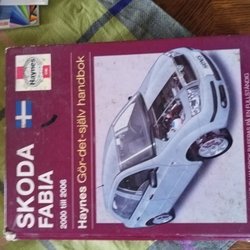 Haynes
SKODA
FABIA
2000 till 2006
Haynes Gör-det-själv handbok